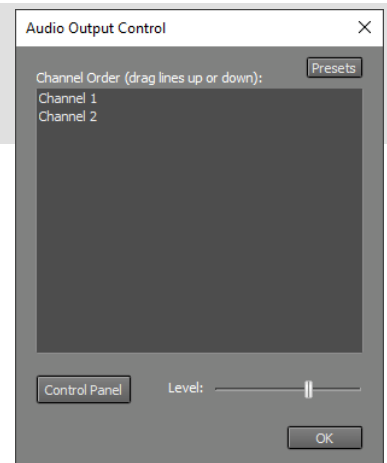 Audio Output Control
Presets
Channel Order (drag lines up or down):
Channel 1
Channel 2
Control Panel
Level:
OK